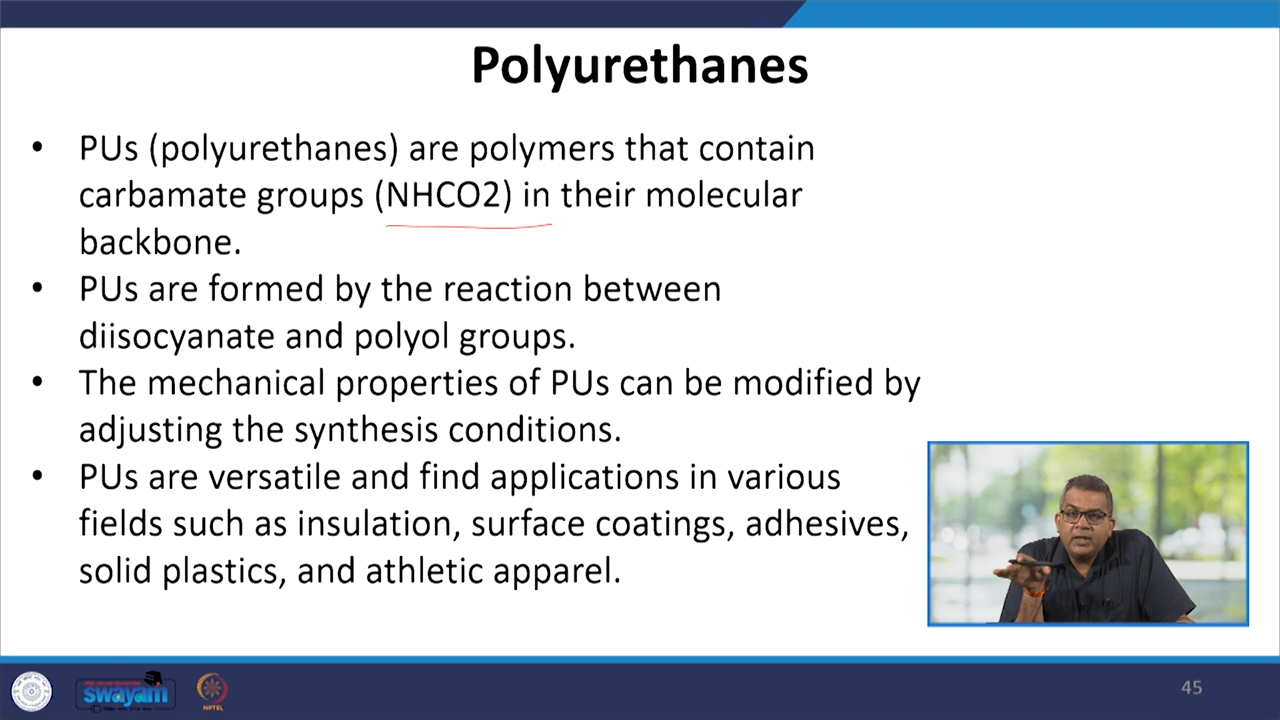 Polyurethanes
• PUs (polyurethanes) are polymers that contain
carbamate groups (NHCO2) in their molecular
backbone.
• PUs are formed by the reaction between
diisocyanate and polyol groups.
• The mechanical properties of PUs can be modified by
adjusting the synthesis conditions.
• PUs are versatile and find applications in various
fields such as insulation, surface coatings, adhesives,
solid plastics, and athletic apparel.
swayam
NPTEL
45